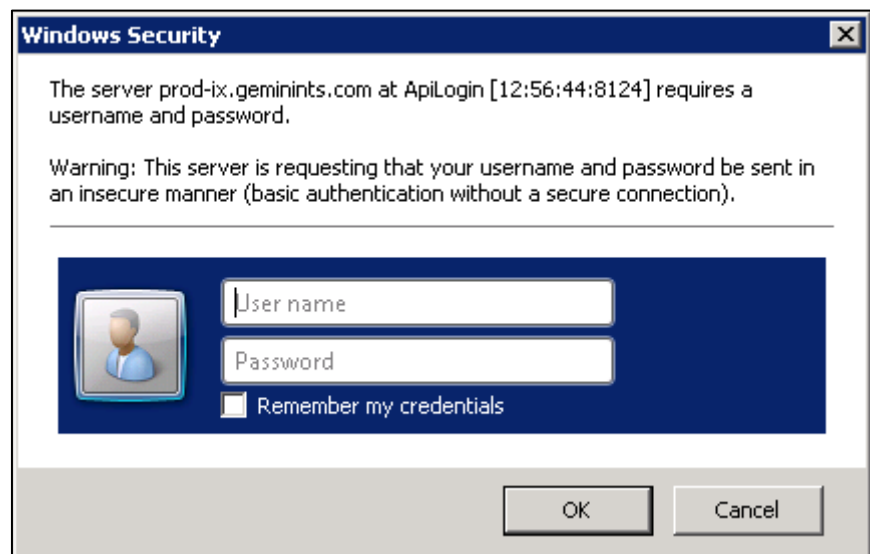 Windows Security
The server prod-ix.geminints.com at ApiLogin [12:56:44:8124] requires a
username and password.
Warning: This server is requesting that your username and password be sent in
an insecure manner (basic authentication without a secure connection).
User name
Password
Remember my credentials
OK
Cancel